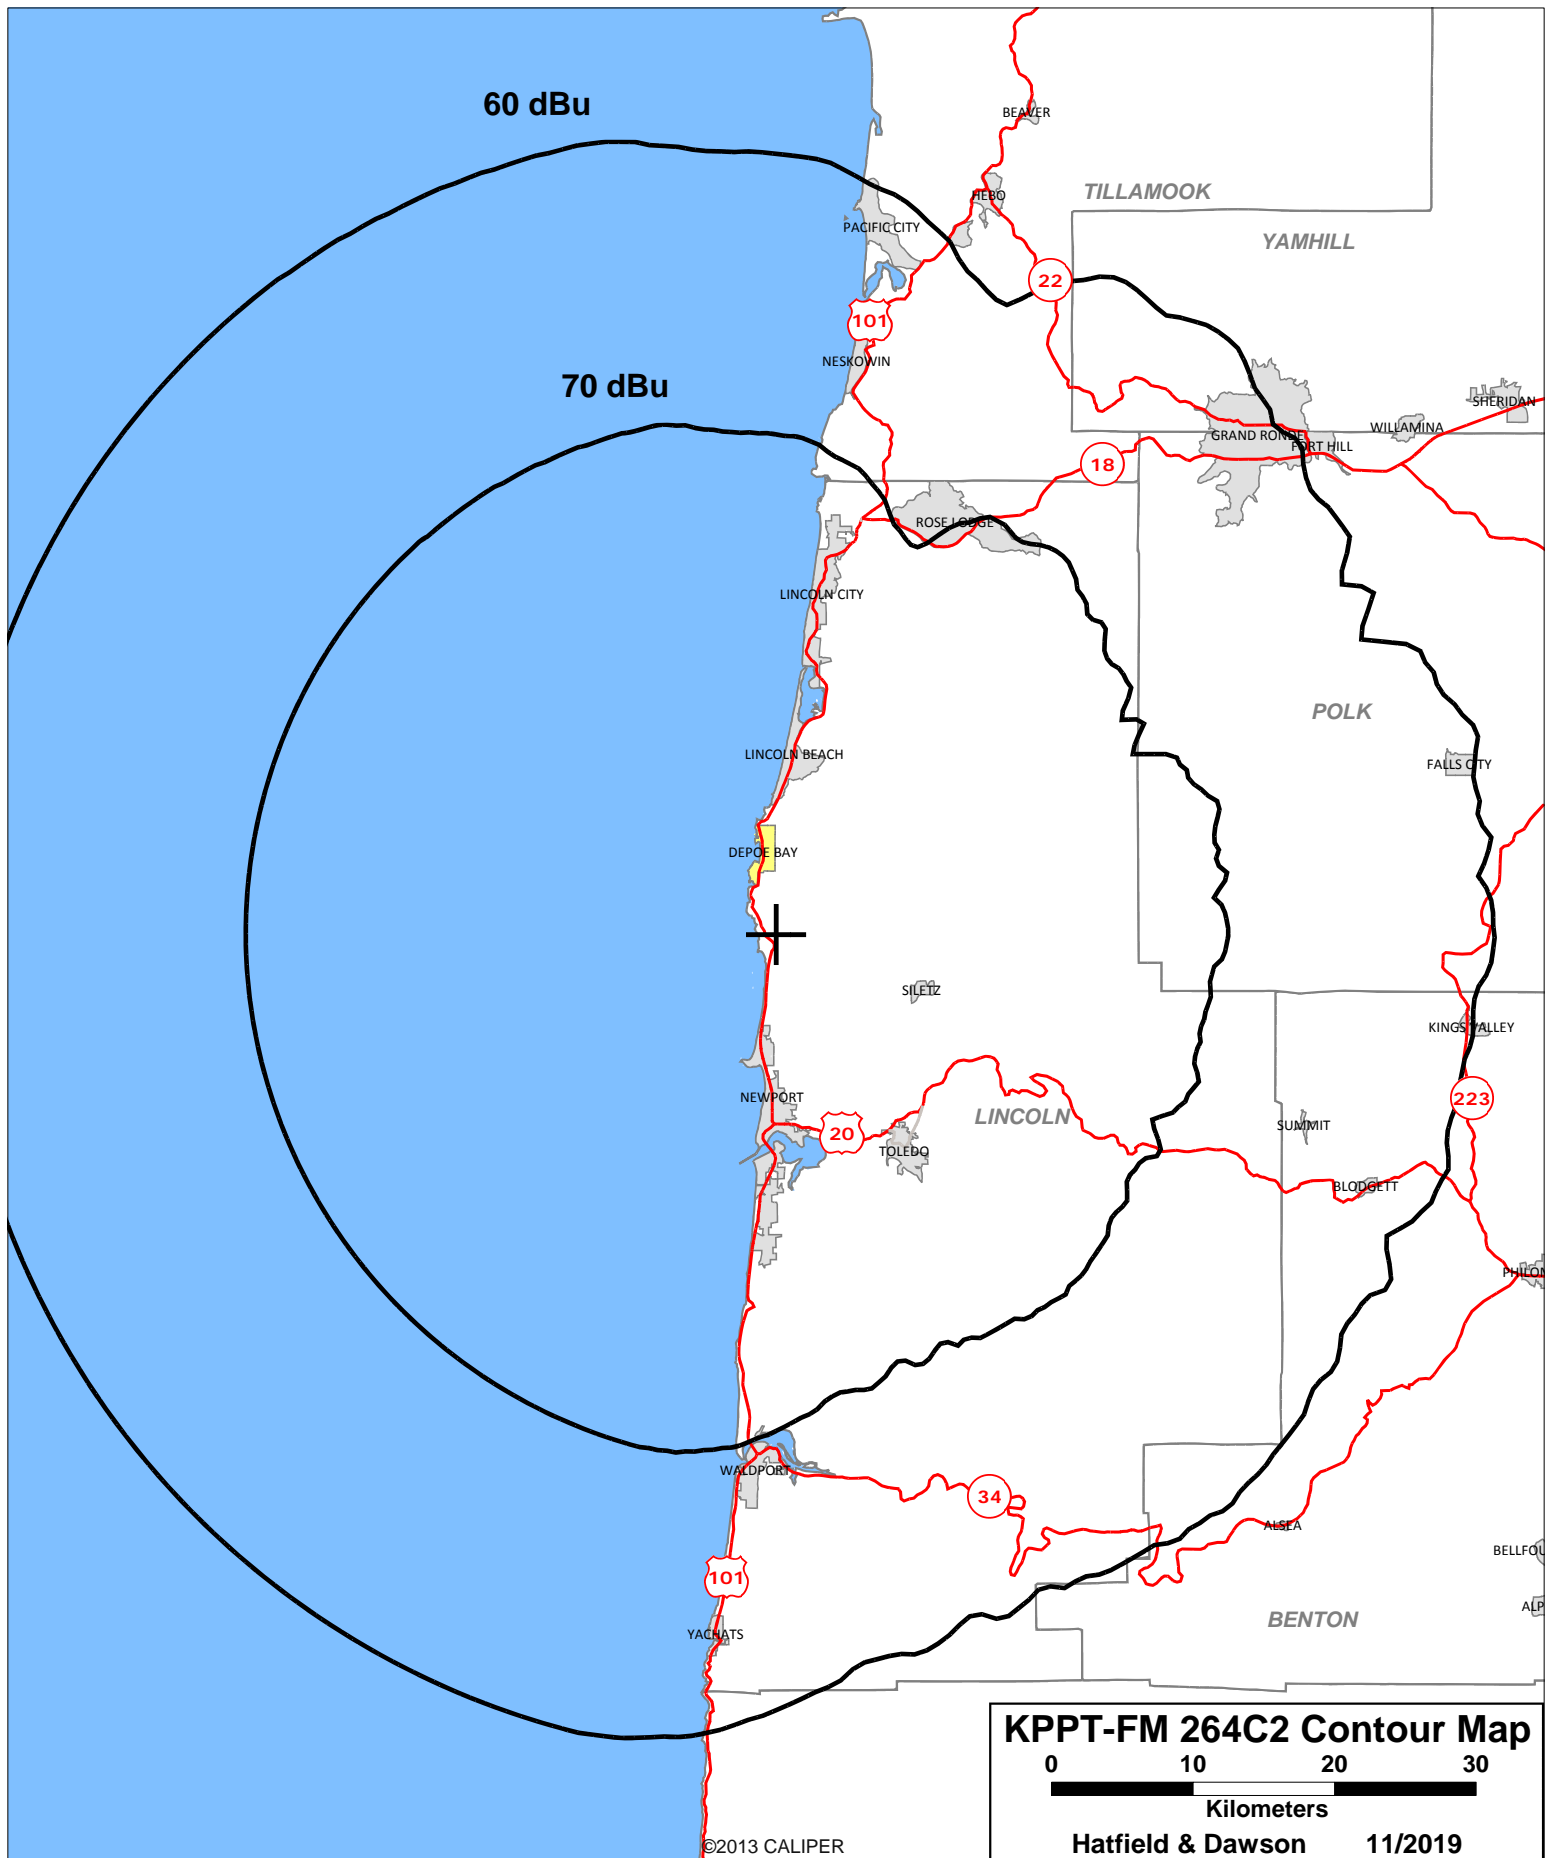 60 dBu
BEAVER
TILLAMOOK
HEBO
PACIFIC CITY
YAMHILL
22
101
NESKOWIN
70 dBu
SHERIDAN
WILLAMINA
GRAND RONDE
FORT HILL
18
ROSE LODGE
LINCOLN CITY
POLK
LINCOLN BEACH
FALLS CITY
DEPOE BAY
SILETZ
KINGS VALLEY
NEWPORT
223
LINCOLN
SUMMIT
20
TOLEDO
BLODGETT
PHILOM
WALDPORT
34
ALSEA
BELLFOU
101
ALP
BENTON
YACHATS
KPPT-FM 264C2 Contour Map
0 10 20 30
Kilometers
Hatfield & Dawson 11/2019
©2013 CALIPER